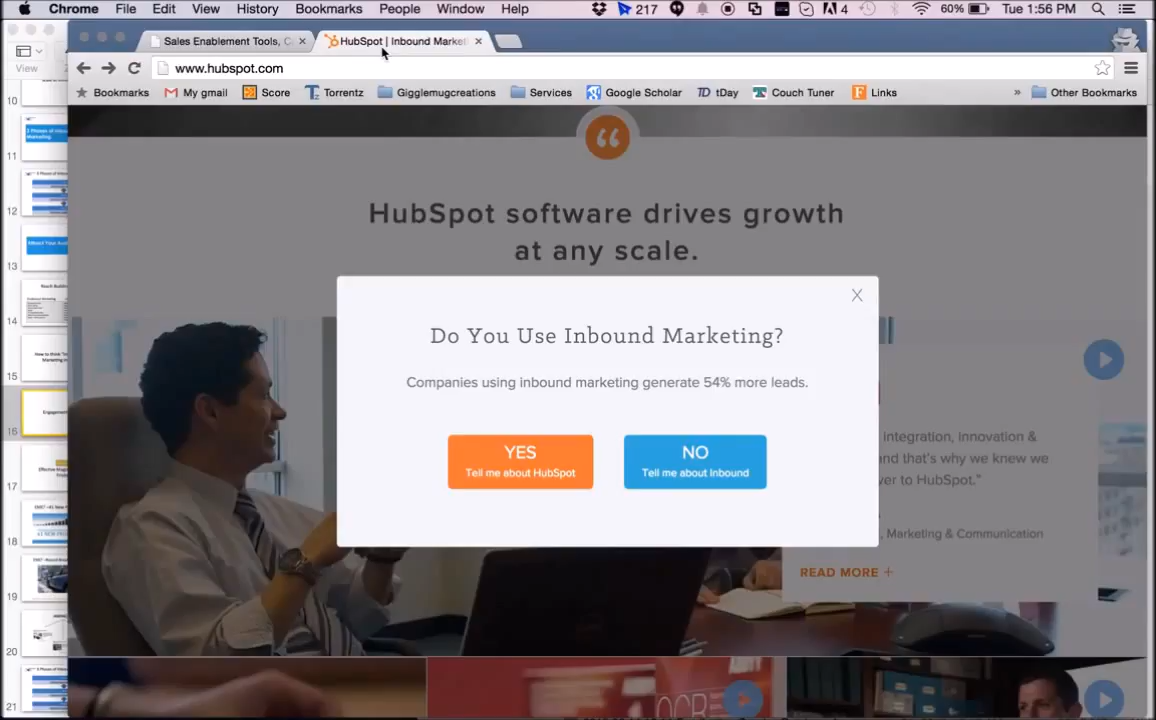 Chrome File Edit View History Bookmarks People Window Help 217 4 60% Tue 1:56 PM
Sales Enablement Tools, C
HubSpot | Inbound Market
www.hubspot.com
View
Bookmarks My gmail Score Torrentz Gigglemugcreations Services Google Scholar tDay Couch Tuner Links » Other Bookmarks
10
11
12
13
14
15
16
17
18
19
20
21
HubSpot software drives growth
at any scale.
X
Do You Use Inbound Marketing?
Companies using inbound marketing generate 54% more leads.
YES
Tell me about HubSpot
NO
Tell me about Inbound
integration, innovation &
and that's why we knew we
ver to HubSpot."
, Marketing & Communication
READ MORE +